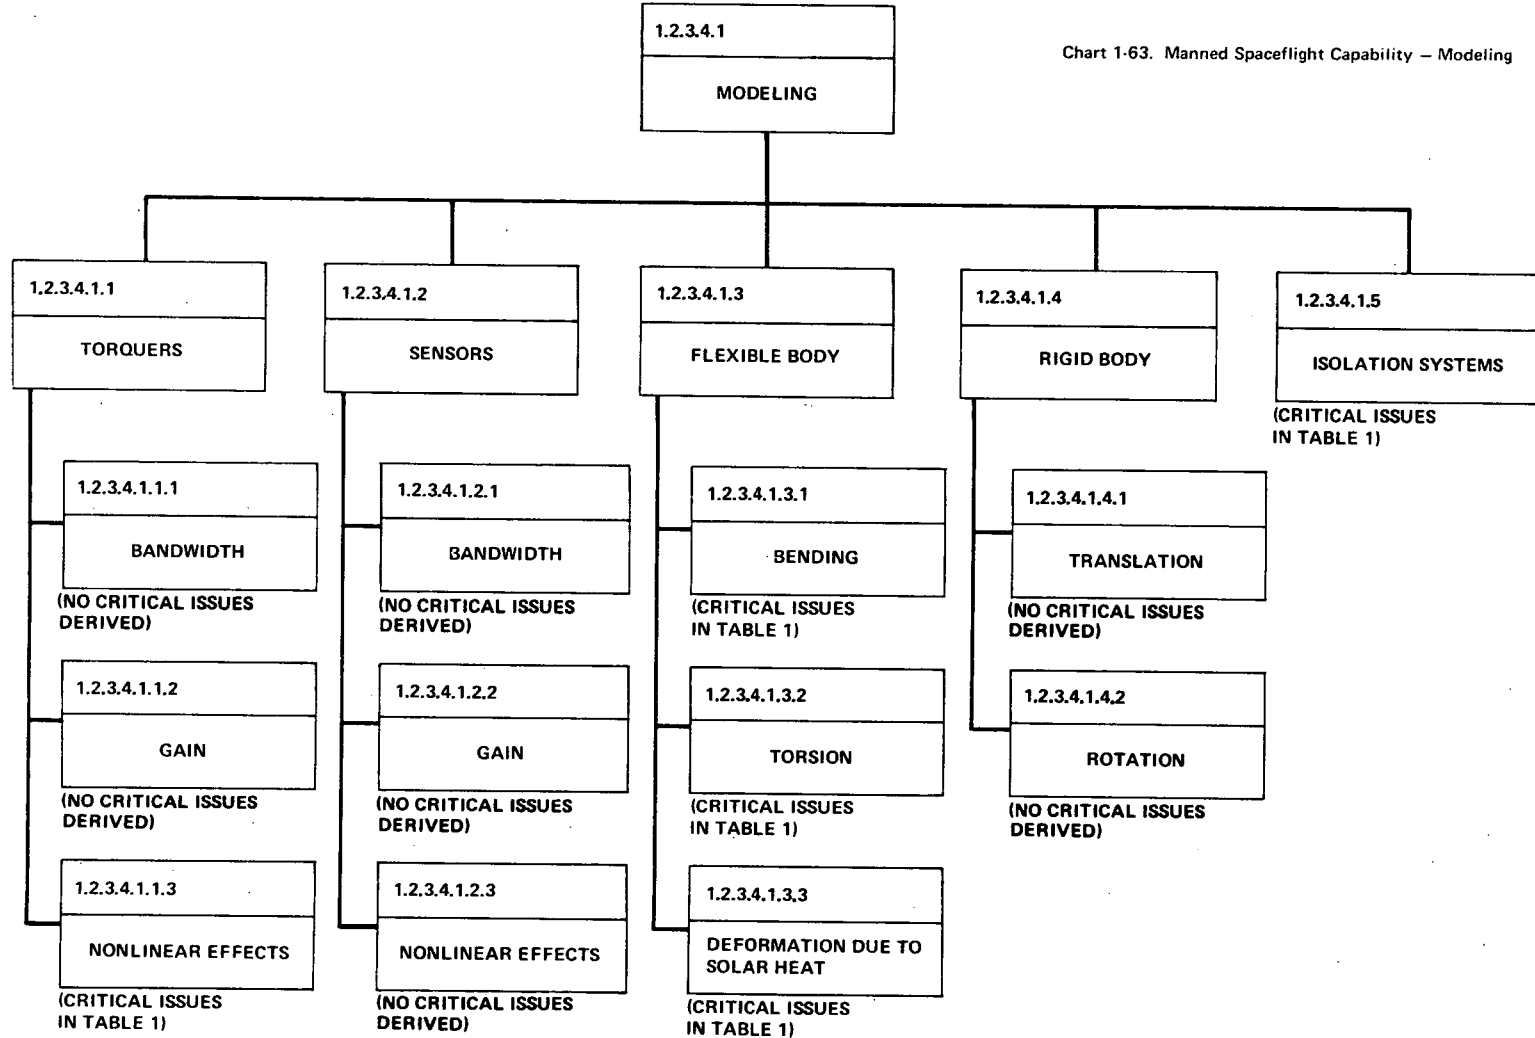 1.2.3.4.1
MODELING
Chart 1-63. Manned Spaceflight Capability — Modeling
1.2.3.4.1.1
TORQUERS
1.2.3.4.1.2
SENSORS
1.2.3.4.1.3
FLEXIBLE BODY
1.2.3.4.1.4
RIGID BODY
1.2.3.4.1.5
ISOLATION SYSTEMS
(CRITICAL ISSUES
IN TABLE 1)
1.2.3.4.1.1.1
BANDWIDTH
(NO CRITICAL ISSUES
DERIVED)
1.2.3.4.1.2.1
BANDWIDTH
(NO CRITICAL ISSUES
DERIVED)
1.2.3.4.1.3.1
BENDING
(CRITICAL ISSUES
IN TABLE 1)
1.2.3.4.1.4.1
TRANSLATION
(NO CRITICAL ISSUES
DERIVED)
1.2.3.4.1.1.2
GAIN
(NO CRITICAL ISSUES
DERIVED)
1.2.3.4.1.2.2
GAIN
(NO CRITICAL ISSUES
DERIVED)
1.2.3.4.1.3.2
TORSION
(CRITICAL ISSUES
IN TABLE 1)
1.2.3.4.1.4.2
ROTATION
(NO CRITICAL ISSUES
DERIVED)
1.2.3.4.1.1.3
NONLINEAR EFFECTS
(CRITICAL ISSUES
IN TABLE 1)
1.2.3.4.1.2.3
NONLINEAR EFFECTS
(NO CRITICAL ISSUES
DERIVED)
1.2.3.4.1.3.3
DEFORMATION DUE TO
SOLAR HEAT
(CRITICAL ISSUES
IN TABLE 1)